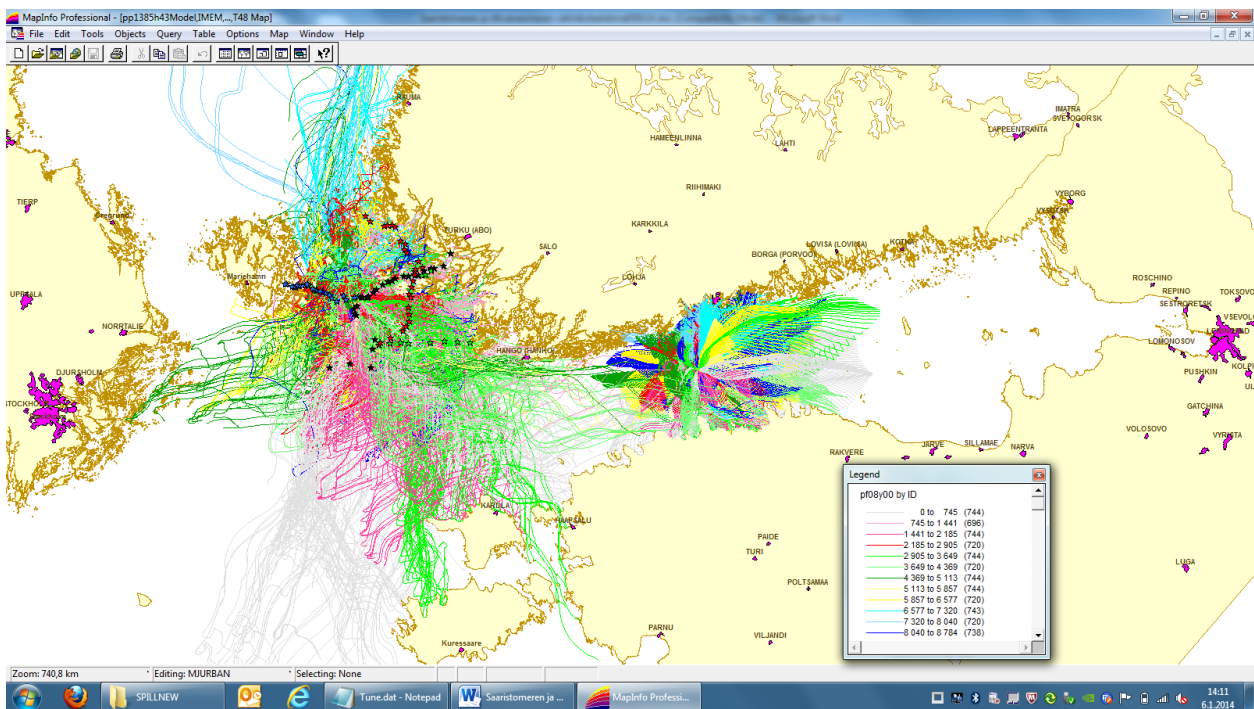 MapInfo Professional - [pp1385h43Model,IMEM,...,T48 Map]
File Edit Tools Objects Query Table Options Map Window Help
RAUMA
IMATRA
SVETOGORSK
LAPPEENTRANTA
HAMEENLINNA
LAHTI
RIIHIMAKI
VYBORG
TIERP
Oregrund
KARKKILA
TURKU (ABO)
SALO
LOVISA (LOVIISA)
KOTKA
BORGA (PORVOO)
Mariehamn
LOHJA
ROSCHINO
REPINO
TOKSOVO
SESTRORETSK
UPPSALA
NORRTALJE
LOMONOSOV
HANGO (HANKO)
PUSHKIN
DJURSHOLM
GATCHINA
VOLOSOVO
VYRITSA
JARVE
SILLAMAE
NARVA
RAKVERE
KARDLA
HAAPSALU
PAIDE
TURI
POLTSAMAA
LUGA
PARNU
VILJANDI
Kuressaare
Legend
pf08y00 by ID
0 to 745 (744)
745 to 1 441 (696)
1 441 to 2 185 (744)
2 185 to 2 905 (720)
2 905 to 3 649 (744)
3 649 to 4 369 (720)
4 369 to 5 113 (744)
5 113 to 5 857 (744)
5 857 to 6 577 (720)
6 577 to 7 320 (743)
7 320 to 8 040 (720)
8 040 to 8 784 (738)
Zoom: 740,8 km Editing: MJURBAN Selecting: None
SPILLNEW Tune.dat - Notepad Saaristomeren ja ... MapInfo Professi... 14:11
6.1.2014